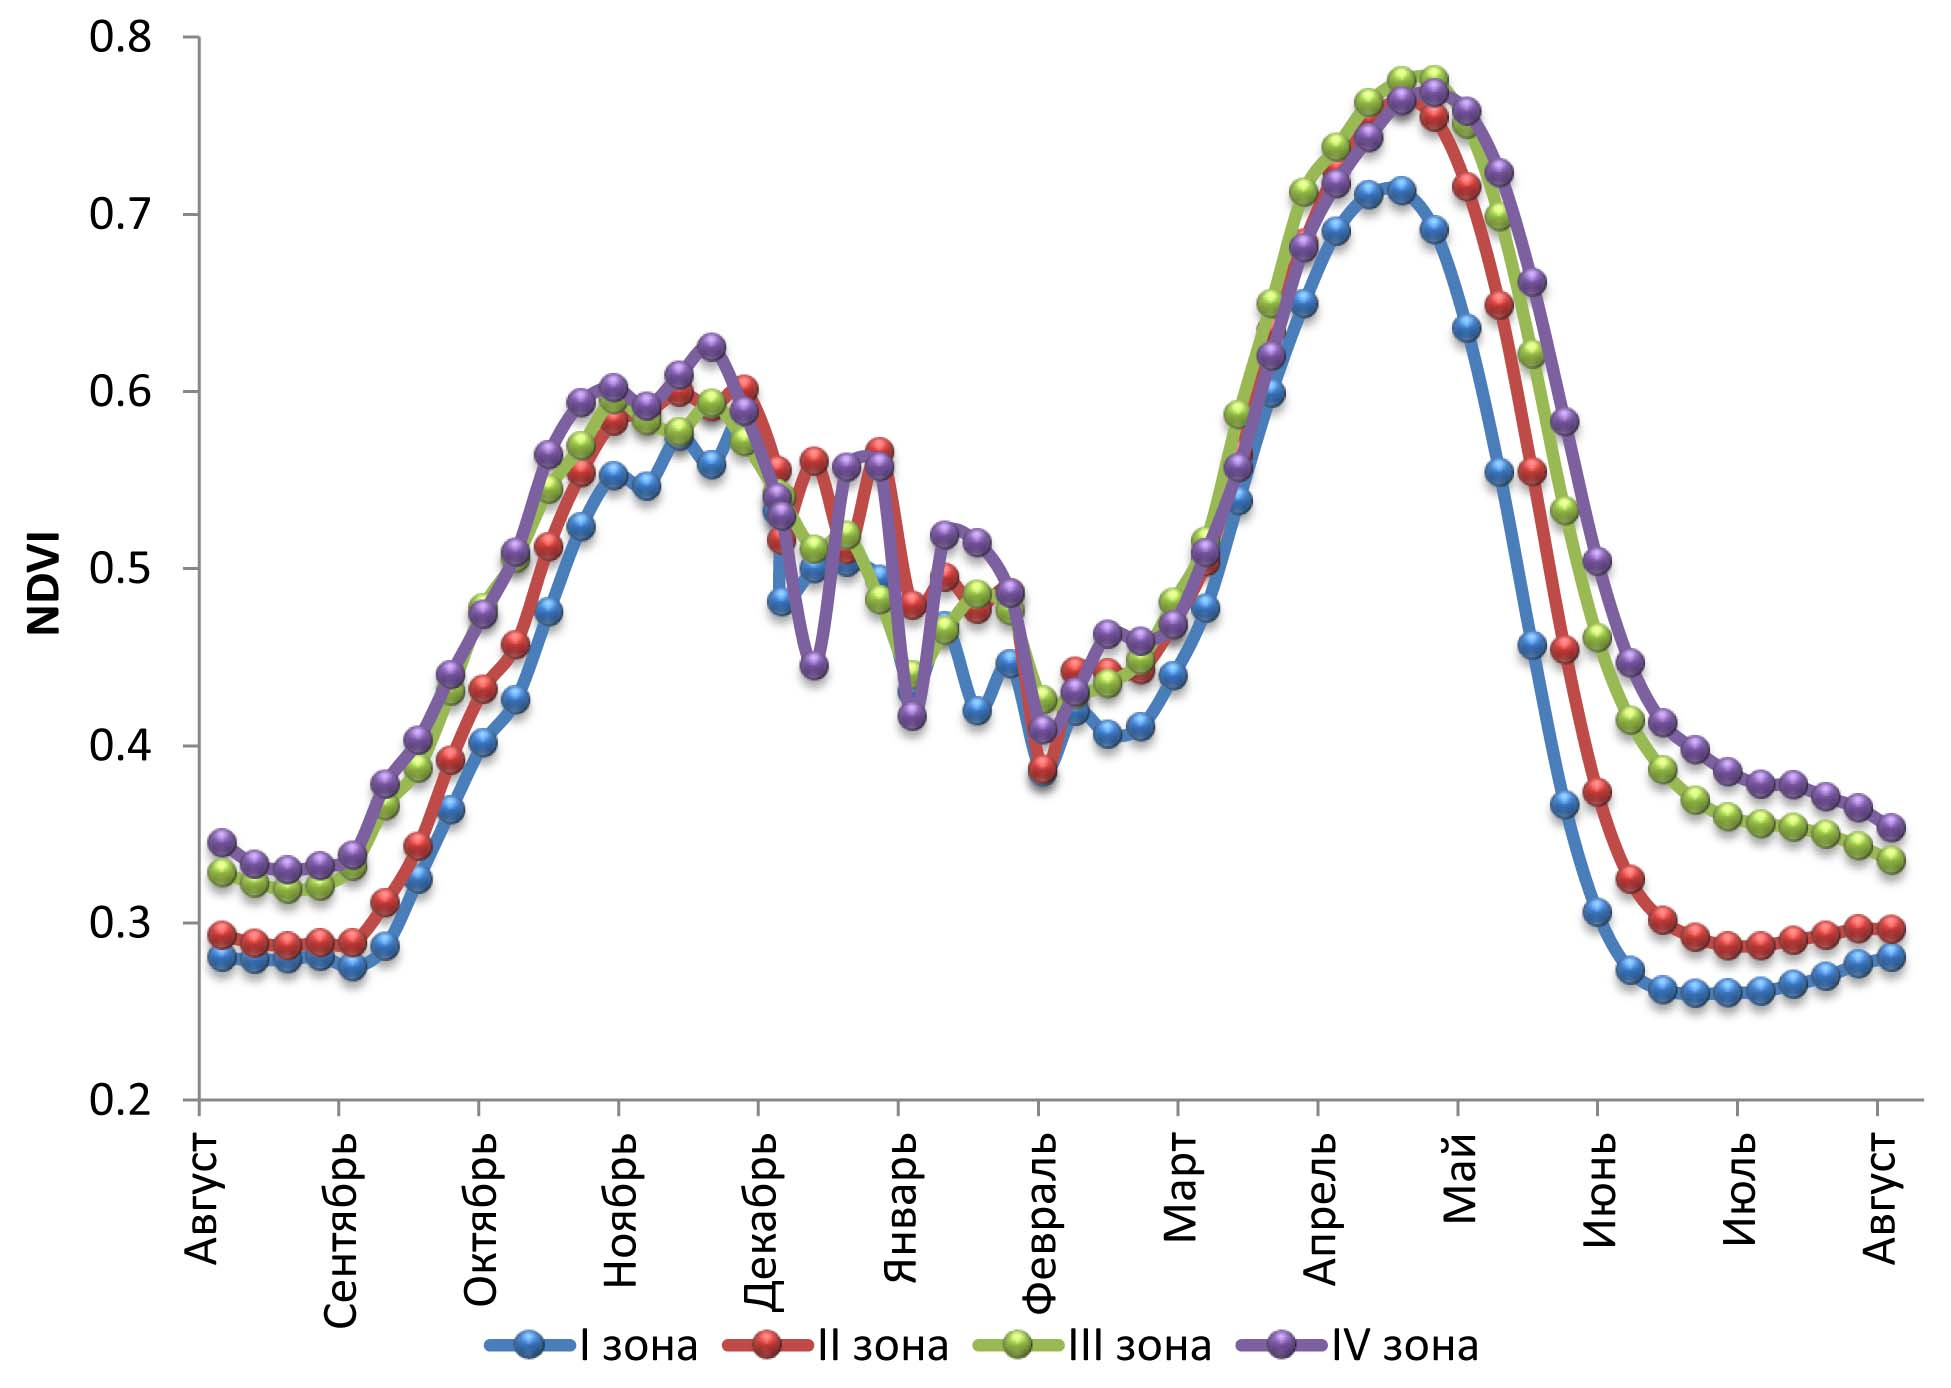 0.8
0.7
0.6
0.5
0.4
0.3
0.2
NDVI
Август
Сентябрь
Октябрь
Ноябрь
Декабрь
Январь
Февраль
Март
Апрель
Май
Июнь
Июль
Август
I зона
II зона
III зона
IV зона